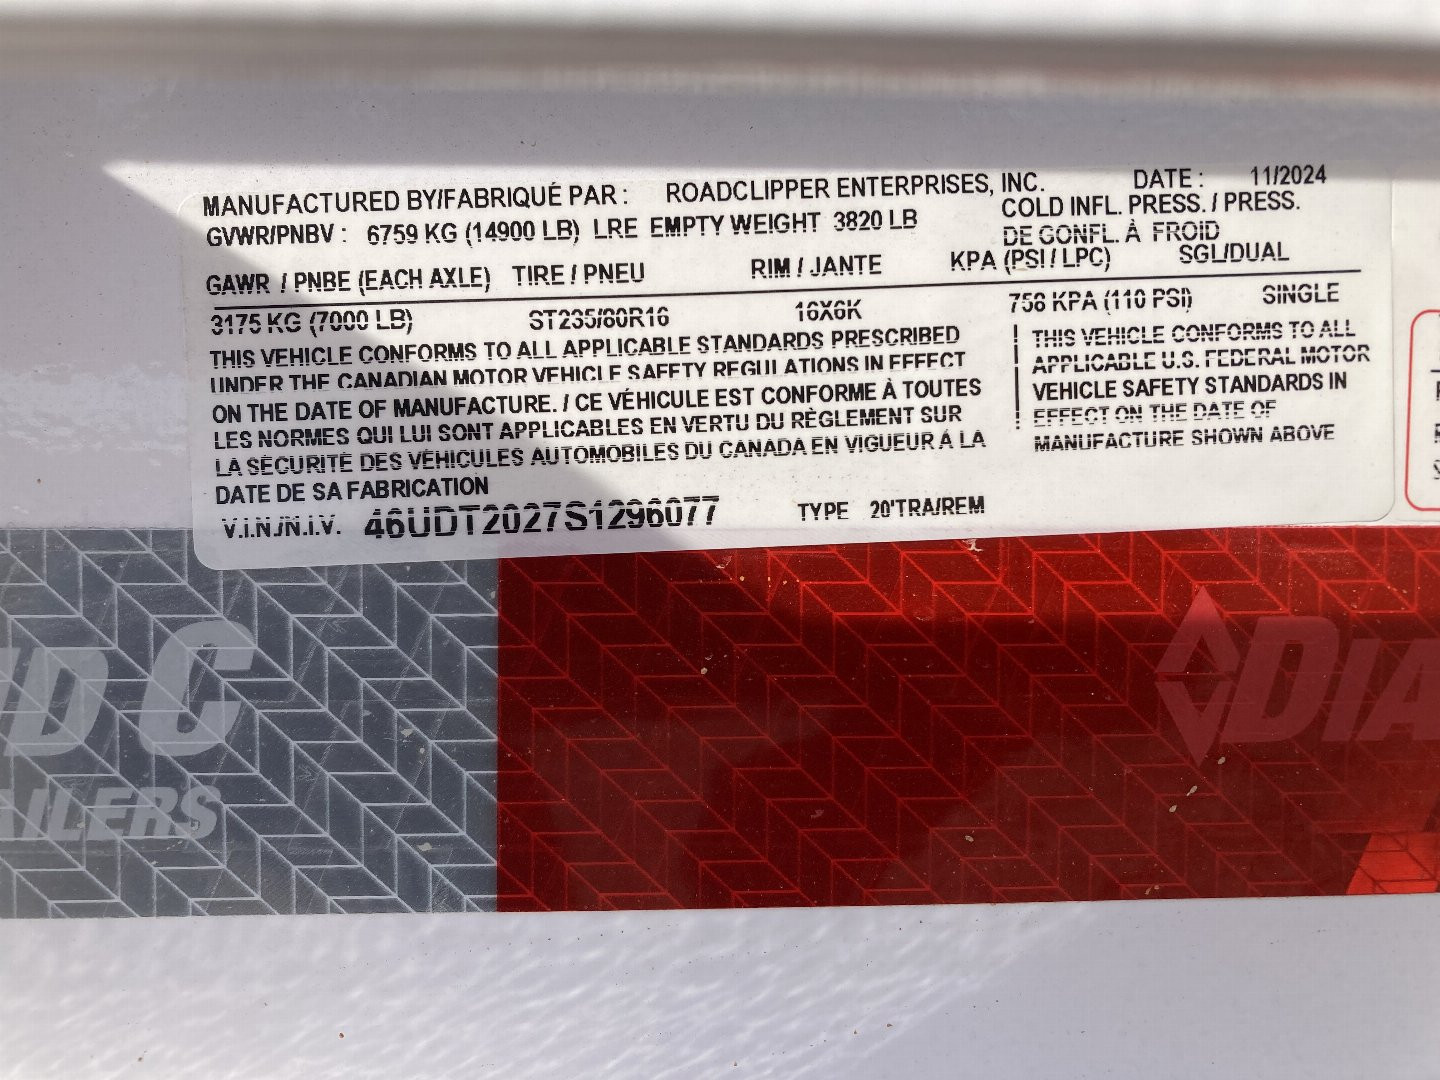 MANUFACTURED BY/FABRIQUÉ PAR : ROADCLIPPER ENTERPRISES, INC. DATE : 11/2024
GVWR/PNBV : 6759 KG (14900 LB) LRE EMPTY WEIGHT 3820 LB COLD INFL. PRESS. / PRESS.
DE GONFL. À FROID
GAWR / PNBE (EACH AXLE) TIRE / PNEU RIM / JANTE KPA (PSI / LPC) SGL/DUAL
3175 KG (7000 LB) ST235/80R16 16X6K 758 KPA (110 PSI) SINGLE
THIS VEHICLE CONFORMS TO ALL APPLICABLE STANDARDS PRESCRIBED
UNDER THE CANADIAN MOTOR VEHICLE SAFETY REGULATIONS IN EFFECT
ON THE DATE OF MANUFACTURE. / CE VÉHICULE EST CONFORME À TOUTES
LES NORMES QUI LUI SONT APPLICABLES EN VERTU DU RÈGLEMENT SUR
LA SÉCURITÉ DES VÉHICULES AUTOMOBILES DU CANADA EN VIGUEUR À LA
DATE DE SA FABRICATION
THIS VEHICLE CONFORMS TO ALL
APPLICABLE U.S. FEDERAL MOTOR
VEHICLE SAFETY STANDARDS IN
EFFECT ON THE DATE OF
MANUFACTURE SHOWN ABOVE
V.I.N./N.I.V. 46UDT2027S1296077 TYPE 20'TRA/REM
ND C
AILERS
DIA